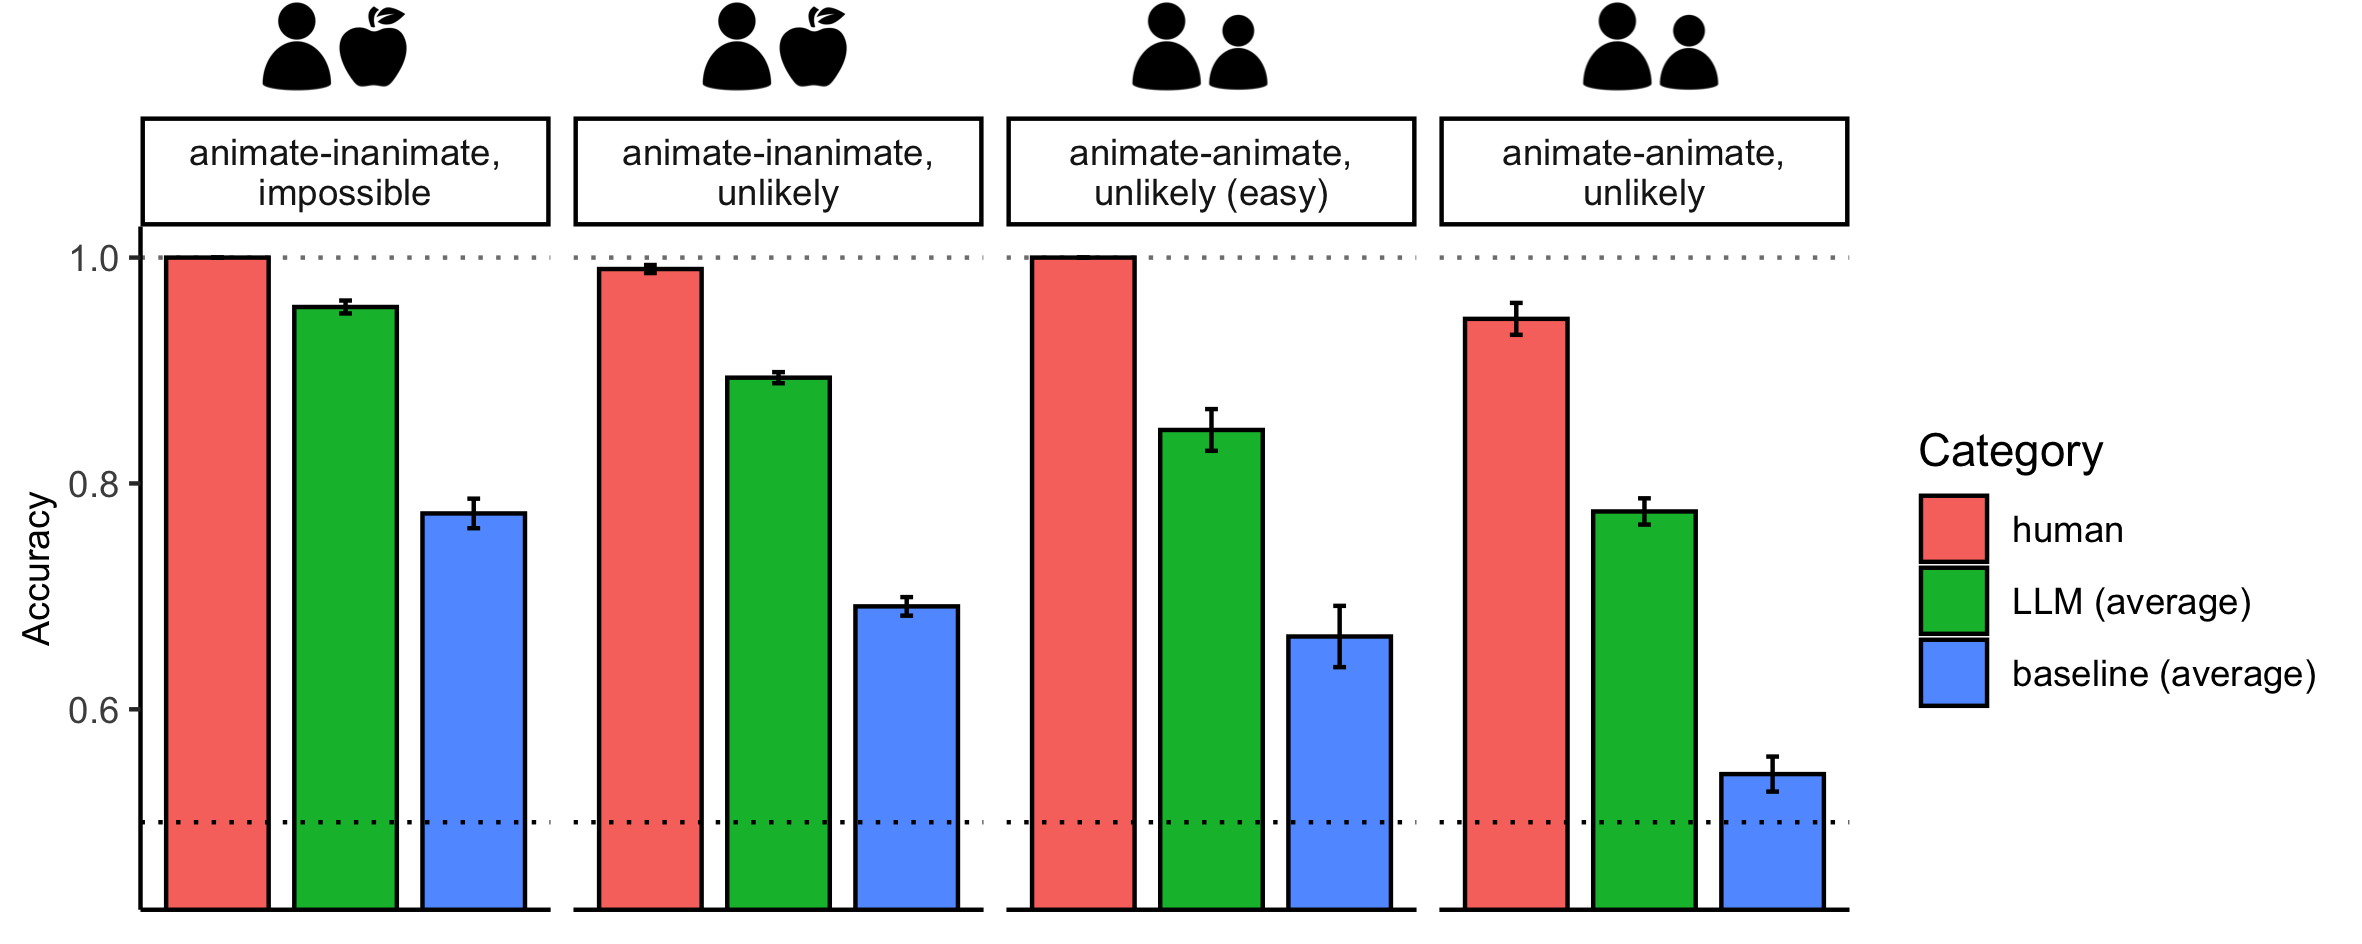 animate-inanimate,
impossible
animate-inanimate,
unlikely
animate-animate,
unlikely (easy)
animate-animate,
unlikely
1.0
0.8
0.6
Accuracy
Category
human
LLM (average)
baseline (average)